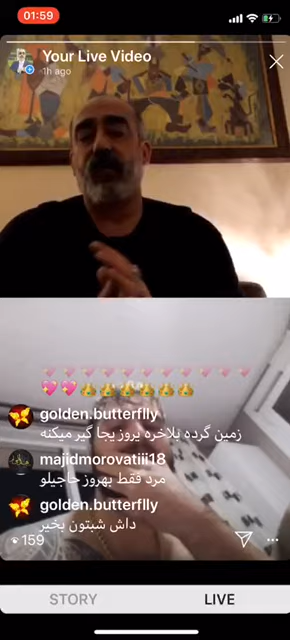 01:59
Your Live Video
1h ago
golden.butterflly
زمین گرده بلاخره یروز یجا گیر میکنه
majidmorovatiii18
مرد فقط بهروز حاجیلو
golden.butterflly
داش شبتون بخیر
159
STORY
LIVE